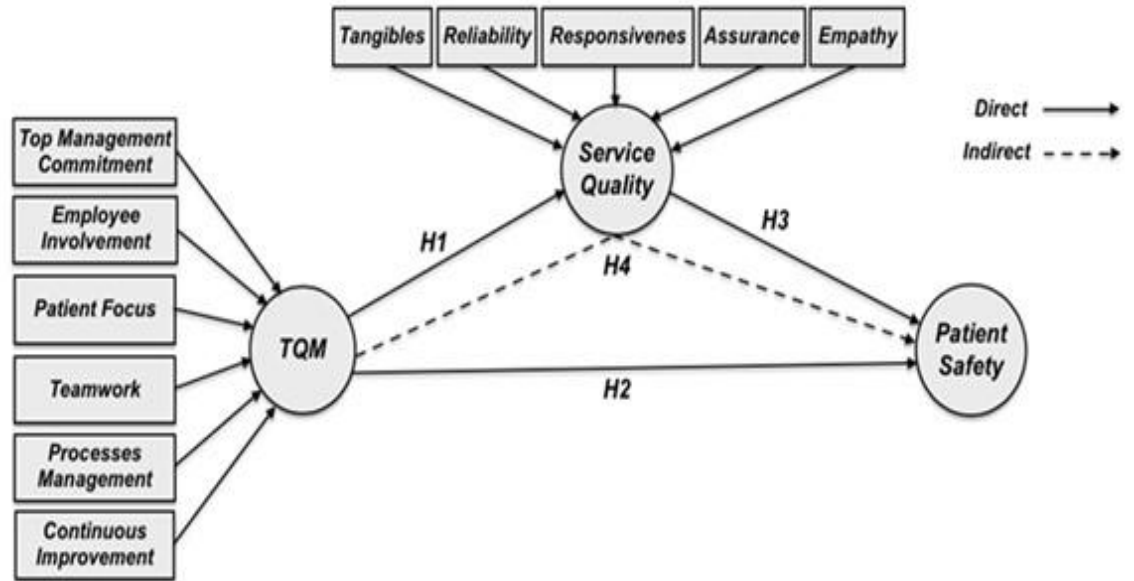 Tangibles
Reliability
Responsivenes
Assurance
Empathy
Direct
Indirect
Top Management
Commitment
Employee
Involvement
Patient Focus
Teamwork
Processes
Management
Continuous
Improvement
TQM
H1
Service
Quality
H4
H3
H2
Patient
Safety